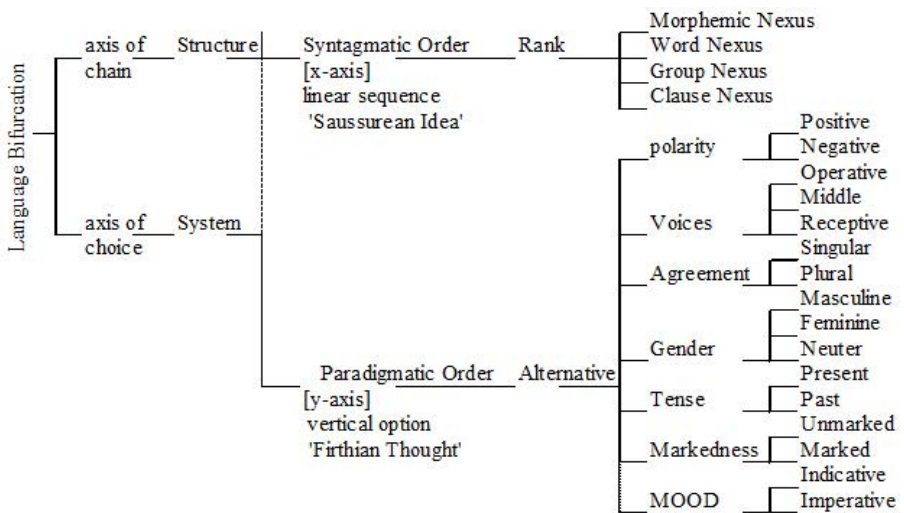 Language Bifurcation
axis of chain
Structure
Syntagmatic Order
[x-axis]
linear sequence
'Saussurean Idea'
Rank
Morphemic Nexus
Word Nexus
Group Nexus
Clause Nexus
axis of choice
System
Paradigmatic Order
[y-axis]
vertical option
'Firthian Thought'
Alternative
polarity
Positive
Negative
Voices
Operative
Middle
Receptive
Agreement
Singular
Plural
Gender
Masculine
Feminine
Neuter
Tense
Present
Past
Markedness
Unmarked
Marked
MOOD
Indicative
Imperative